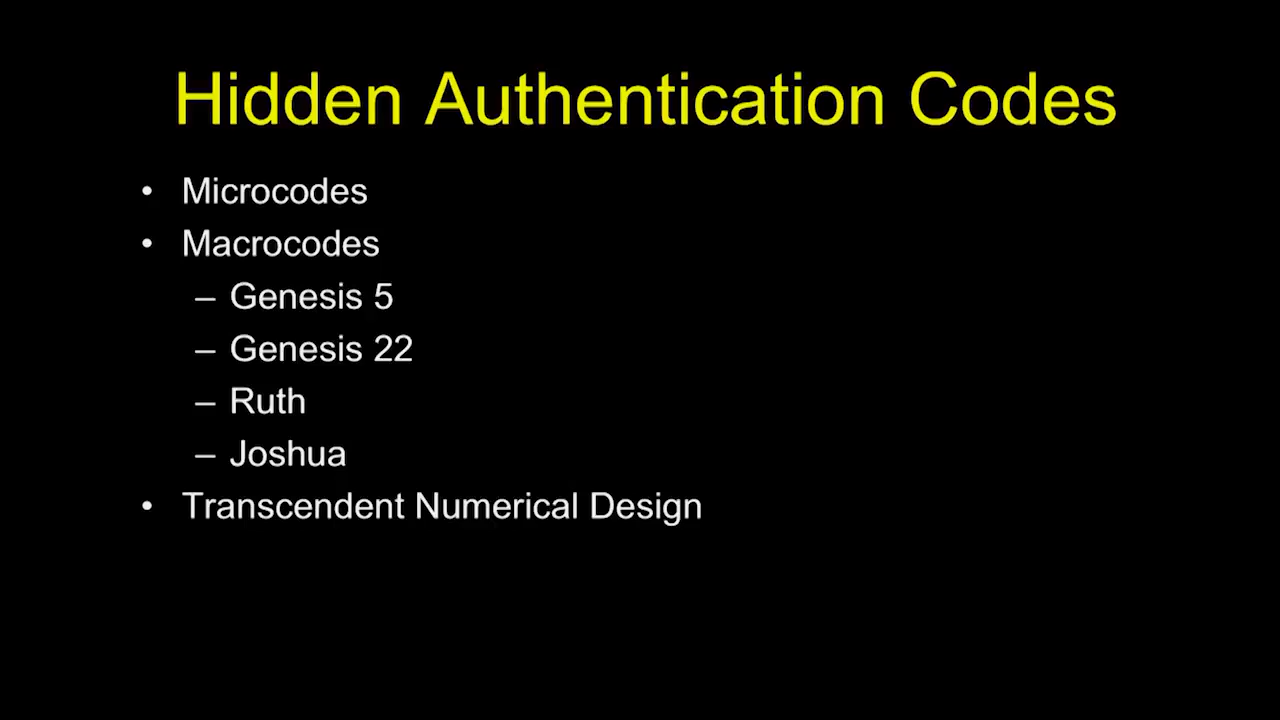 Hidden Authentication Codes
• Microcodes
• Macrocodes
– Genesis 5
– Genesis 22
– Ruth
– Joshua
• Transcendent Numerical Design